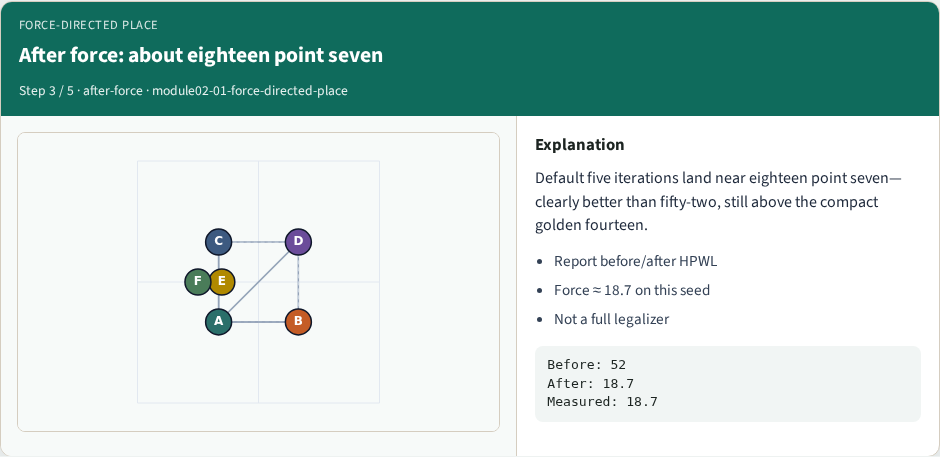 FORCE-DIRECTED PLACE
After force: about eighteen point seven
Step 3 / 5 · after-force · module02-01-force-directed-place
C
D
F
E
A
B
Explanation
Default five iterations land near eighteen point seven—
clearly better than fifty-two, still above the compact
golden fourteen.
• Report before/after HPWL
• Force ≈ 18.7 on this seed
• Not a full legalizer
Before: 52
After: 18.7
Measured: 18.7